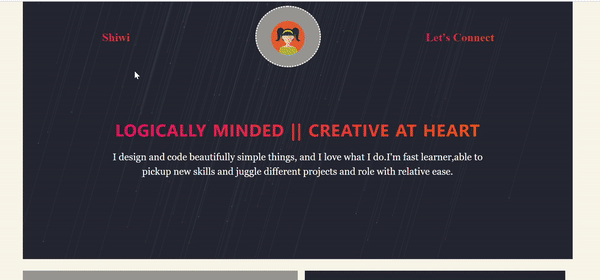 Shiwi
Let's Connect
LOGICALLY MINDED || CREATIVE AT HEART
I design and code beautifully simple things, and I love what I do.I'm fast learner,able to
pickup new skills and juggle different projects and role with relative ease.